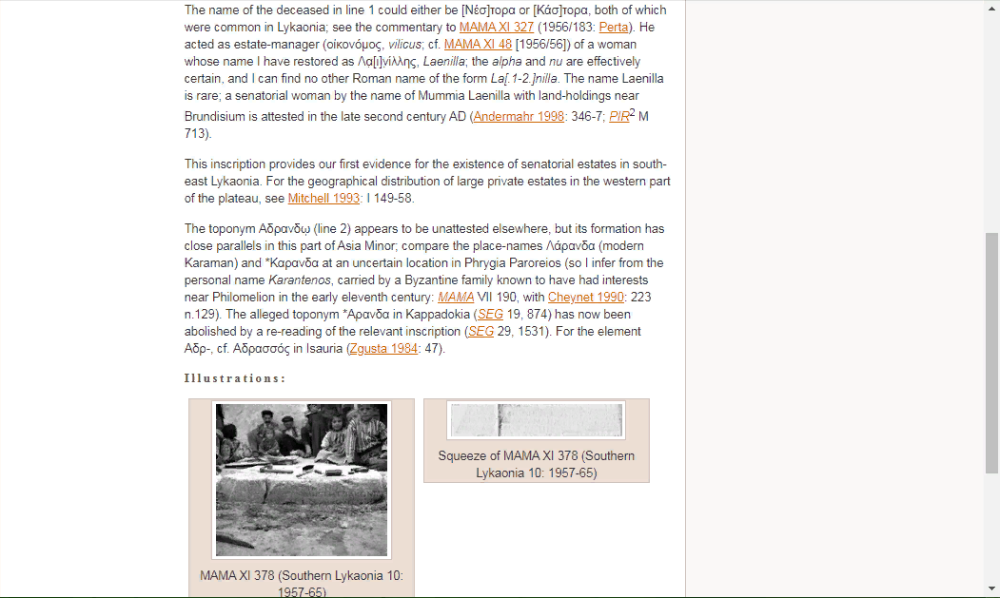 The name of the deceased in line 1 could either be [Νέσ]τορα or [Κάσ]τορα, both of which
were common in Lykaonia; see the commentary to MAMA XI 327 (1956/183: Perta). He
acted as estate-manager (οἰκονόμος, vilicus; cf. MAMA XI 48 [1956/56]) of a woman
whose name I have restored as Λα̣[ι]ν̣ίλλης, Laenilla; the alpha and nu are effectively
certain, and I can find no other Roman name of the form La[.1-2.]nilla. The name Laenilla
is rare; a senatorial woman by the name of Mummia Laenilla with land-holdings near
Brundisium is attested in the late second century AD (Andermahr 1998: 346-7; PIR2 M
713).
This inscription provides our first evidence for the existence of senatorial estates in south-
east Lykaonia. For the geographical distribution of large private estates in the western part
of the plateau, see Mitchell 1993: I 149-58.
The toponym Αδρανδῳ (line 2) appears to be unattested elsewhere, but its formation has
close parallels in this part of Asia Minor; compare the place-names Λάρανδα (modern
Karaman) and *Καρανδα at an uncertain location in Phrygia Paroreios (so I infer from the
personal name Karantenos, carried by a Byzantine family known to have had interests
near Philomelion in the early eleventh century: MAMA VII 190, with Cheynet 1990: 223
n.129). The alleged toponym *Αρανδα in Kappadokia (SEG 19, 874) has now been
abolished by a re-reading of the relevant inscription (SEG 29, 1531). For the element
Αδρ-, cf. Αδρασσός in Isauria (Zgusta 1984: 47).
Illustrations:
MAMA XI 378 (Southern Lykaonia 10:
1957-65)
Squeeze of MAMA XI 378 (Southern
Lykaonia 10: 1957-65)